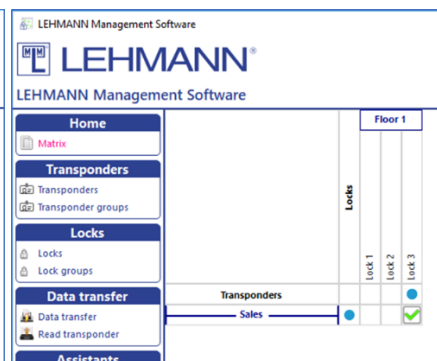 LEHMANN Management Software
LEHMANN®
LEHMANN Management Software
Home
Matrix
Transponders
Transponders
Transponder groups
Locks
Locks
Lock groups
Data transfer
Data transfer
Read transponder
Assistants
Floor 1
Locks
Lock 1
Lock 2
Lock 3
Transponders
Sales